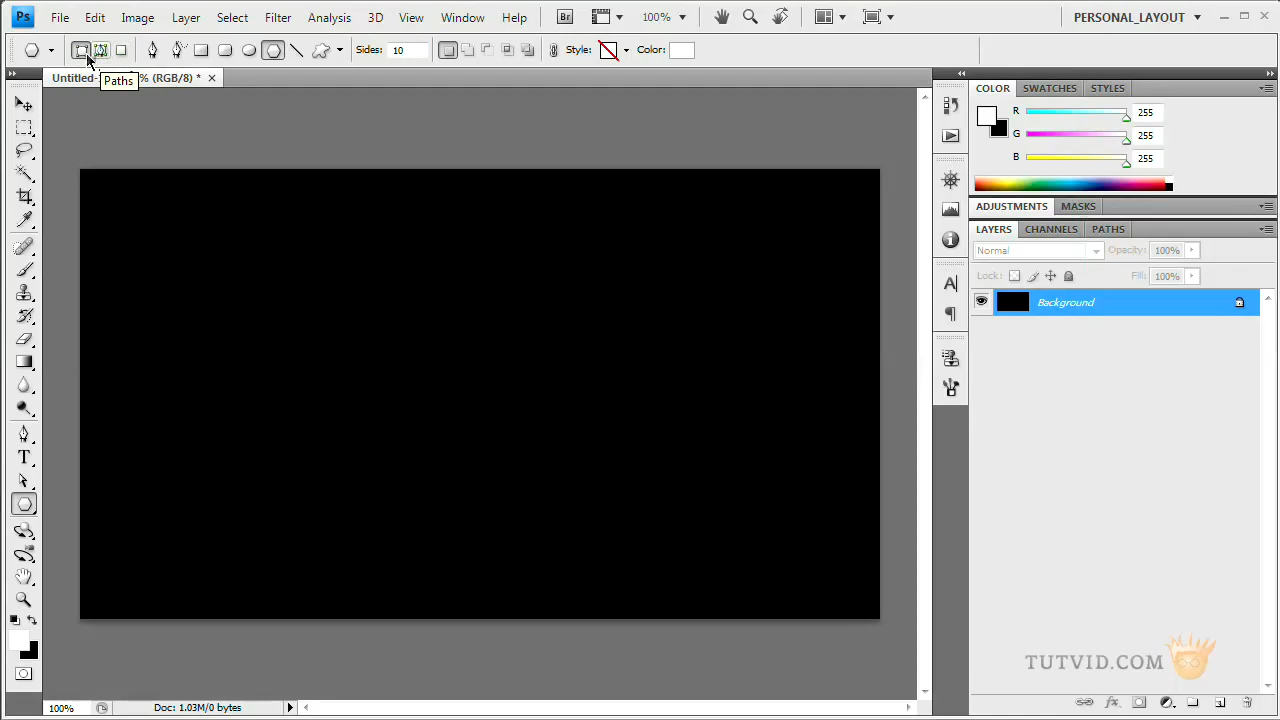 Ps File Edit Image Layer Select Filter Analysis 3D View Window Help Br 100% PERSONAL_LAYOUT
Sides: 10 Style: Color:
Paths
Untitled- % (RGB/8) * ×
COLOR SWATCHES STYLES
R 255
G 255
B 255
ADJUSTMENTS MASKS
LAYERS CHANNELS PATHS
Normal Opacity: 100%
Lock: Fill: 100%
Background
T
A
TUTVID.COM
fx
100% Doc: 1.03M/0 bytes